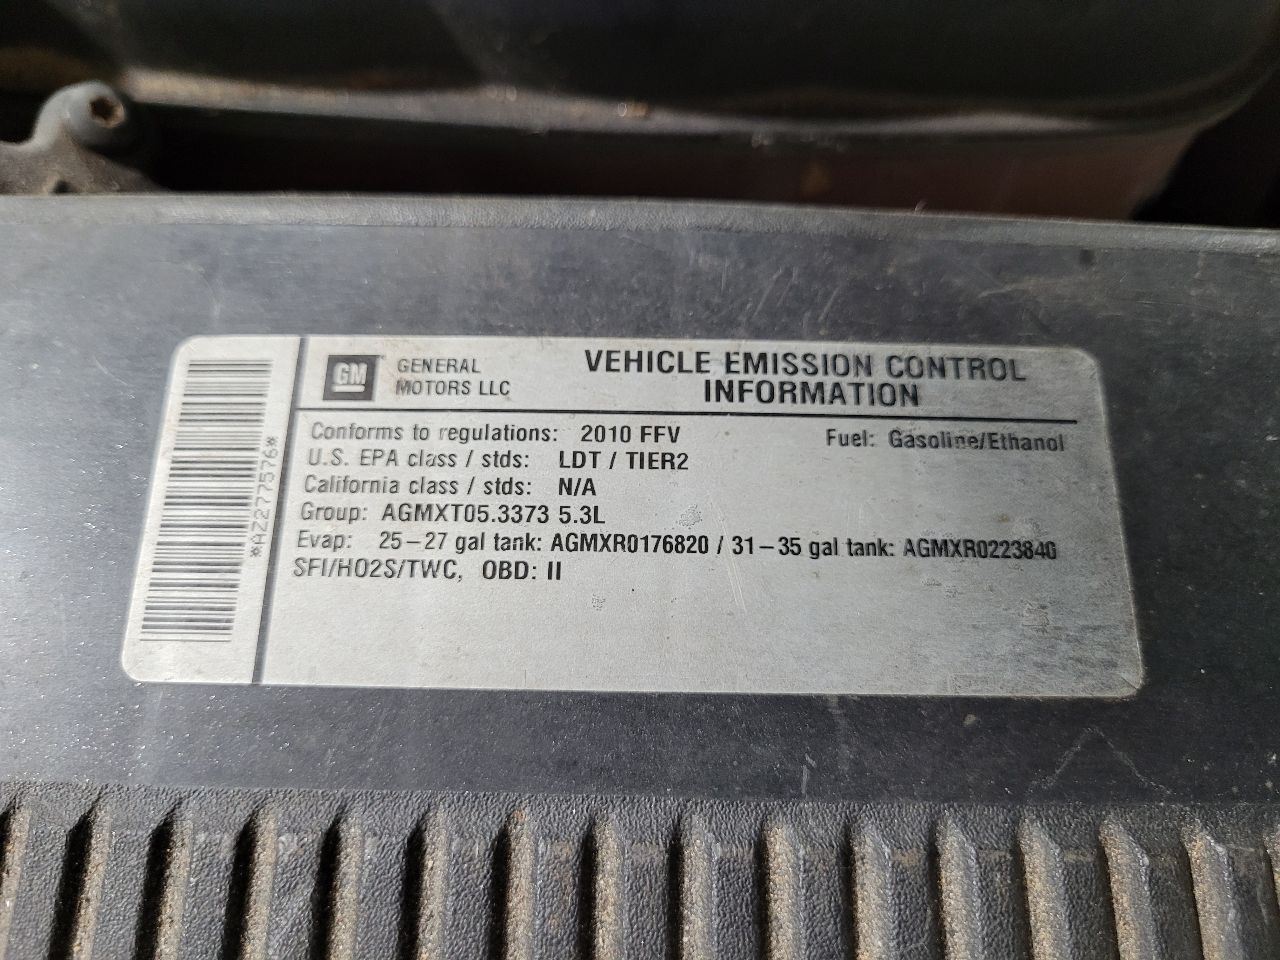 GM
GENERAL
MOTORS LLC
VEHICLE EMISSION CONTROL
INFORMATION
Conforms to regulations: 2010 FFV
Fuel: Gasoline/Ethanol
U.S. EPA class / stds: LDT / TIER2
California class / stds: N/A
Group: AGMXT05.3373 5.3L
Evap: 25-27 gal tank: AGMXR0176820 / 31-35 gal tank: AGMXR0223840
SFI/HO2S/TWC, OBD: II
*AZ277576*